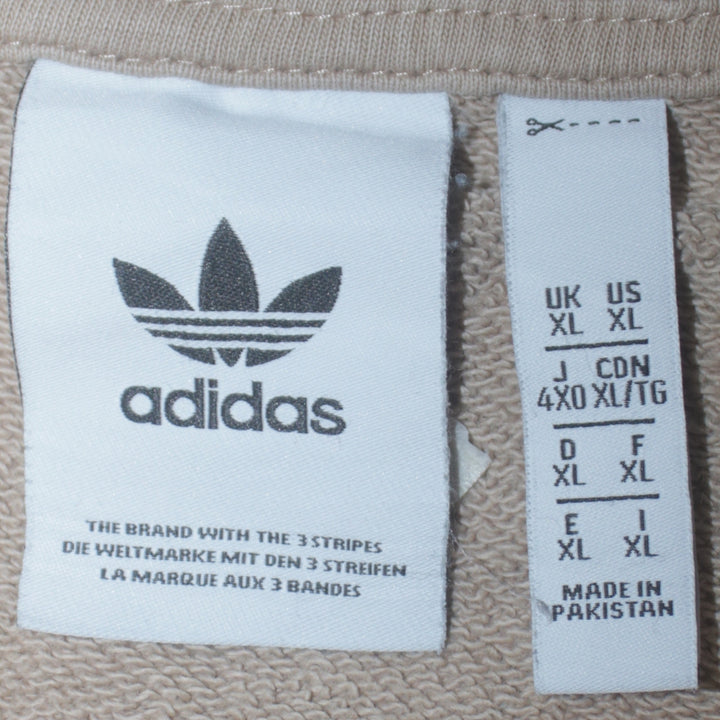 adidas
THE BRAND WITH THE 3 STRIPES
DIE WELTMARKE MIT DEN 3 STREIFEN
LA MARQUE AUX 3 BANDES
UK US
XL XL
J CDN
4XO XL/TG
D F
XL XL
E I
XL XL
MADE IN
PAKISTAN